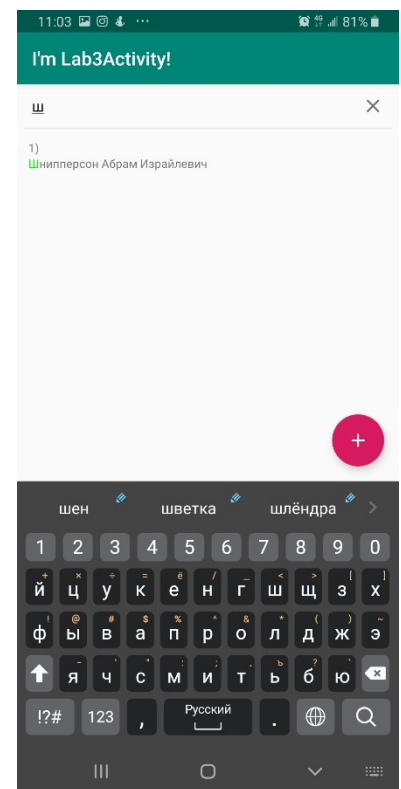 11:03 ... 4G 81%
I'm Lab3Activity!
ш
1)
Шнипперсон Абрам Израйлевич
+
шен шветка шлёндра >
1 2 3 4 5 6 7 8 9 0
й ц у к е н г ш щ з х
ф ы в а п р о л д ж э
я ч с м и т ь б ю
!?# 123 , Русский .